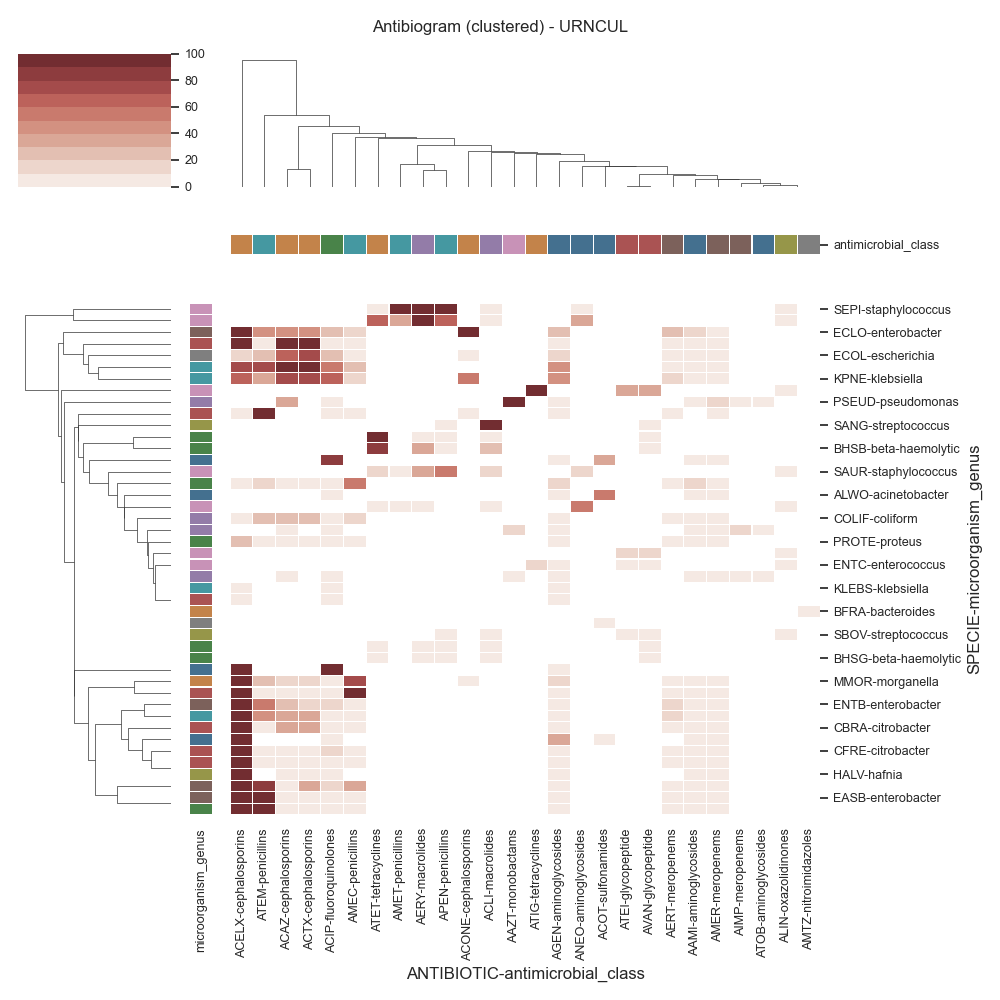 Antibiogram (clustered) - URNCUL
100
80
60
40
20
0
antimicrobial_class
SEPI-staphylococcus
ECLO-enterobacter
ECOL-escherichia
KPNE-klebsiella
PSEUD-pseudomonas
SANG-streptococcus
BHSB-beta-haemolytic
SAUR-staphylococcus
ALWO-acinetobacter
COLIF-coliform
PROTE-proteus
ENTC-enterococcus
KLEBS-klebsiella
BFRA-bacteroides
SBOV-streptococcus
BHSG-beta-haemolytic
MMOR-morganella
ENTB-enterobacter
CBRA-citrobacter
CFRE-citrobacter
HALV-hafnia
EASB-enterobacter
SPECIE-microorganism_genus
microorganism_genus
ACELX-cephalosporins
ATEM-penicillins
ACAZ-cephalosporins
ACTX-cephalosporins
ACIP-fluoroquinolones
AMEC-penicillins
ATET-tetracyclines
AMET-penicillins
AERY-macrolides
APEN-penicillins
ACONE-cephalosporins
ACLI-macrolides
AAZT-monobactams
ATIG-tetracyclines
AGEN-aminoglycosides
ANEO-aminoglycosides
ACOT-sulfonamides
ATEI-glycopeptide
AVAN-glycopeptide
AERT-meropenems
AAMI-aminoglycosides
AMER-meropenems
AIMP-meropenems
ATOB-aminoglycosides
ALIN-oxazolidinones
AMTZ-nitroimidazoles
ANTIBIOTIC-antimicrobial_class